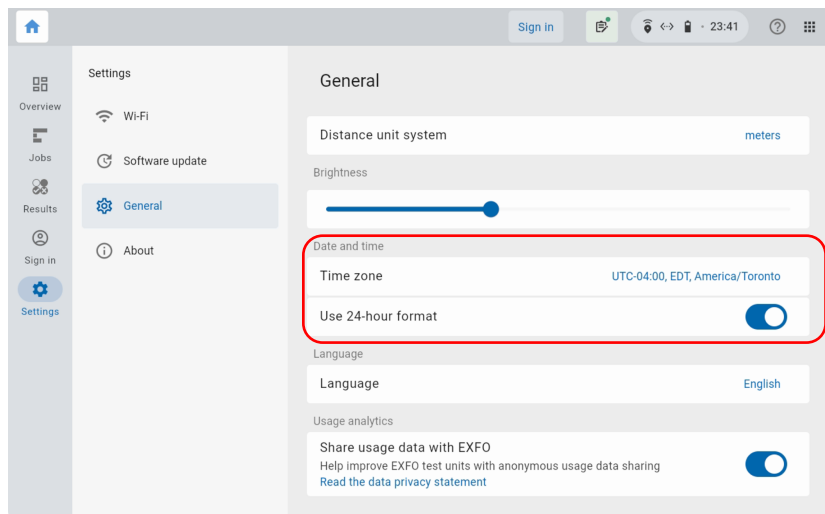 Sign in
23:41
Overview
Jobs
Results
Sign in
Settings
Settings
Wi-Fi
Software update
General
About
General
Distance unit system
meters
Brightness
Date and time
Time zone
UTC-04:00, EDT, America/Toronto
Use 24-hour format
Language
Language
English
Usage analytics
Share usage data with EXFO
Help improve EXFO test units with anonymous usage data sharing
Read the data privacy statement